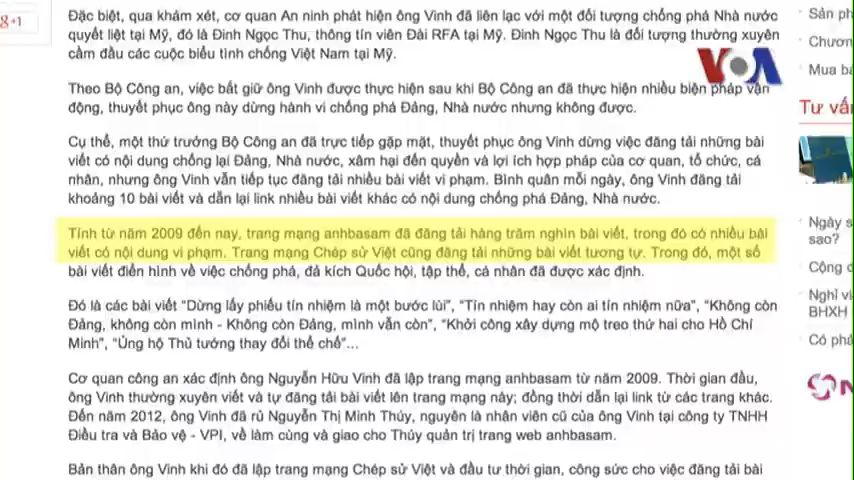 +1
Đặc biệt, qua khám xét, cơ quan An ninh phát hiện ông Vinh đã liên lạc với một đối tượng chống phá Nhà nước
quyết liệt tại Mỹ, đó là Đinh Ngọc Thu, thông tín viên Đài RFA tại Mỹ. Đinh Ngọc Thu là đối tượng thường xuyên
cầm đầu các cuộc biểu tình chống Việt Nam tại Mỹ.
VOA
Theo Bộ Công an, việc bắt giữ ông Vinh được thực hiện sau khi Bộ Công an đã thực hiện nhiều biện pháp vận
động, thuyết phục ông này dừng hành vi chống phá Đảng, Nhà nước nhưng không được.
Cụ thể, một thứ trưởng Bộ Công an đã trực tiếp gặp mặt, thuyết phục ông Vinh dừng việc đăng tải những bài
viết có nội dung chống lại Đảng, Nhà nước, xâm hại đến quyền và lợi ích hợp pháp của cơ quan, tổ chức, cá
nhân, nhưng ông Vinh vẫn tiếp tục đăng tải nhiều bài viết vi phạm. Bình quân mỗi ngày, ông Vinh đăng tải
khoảng 10 bài viết và dẫn lại link nhiều bài viết khác có nội dung chống phá Đảng, Nhà nước.
Tính từ năm 2009 đến nay, trang mạng anhbasam đã đăng tải hàng trăm nghìn bài viết, trong đó có nhiều bài
viết có nội dung vi phạm. Trang mạng Chép sử Việt cũng đăng tải những bài viết tương tự. Trong đó, một số
bài viết điển hình về việc chống phá, đả kích Quốc hội, tập thể, cá nhân đã được xác định.
Đó là các bài viết “Dừng lấy phiếu tín nhiệm là một bước lùi”, “Tín nhiệm hay còn ai tín nhiệm nữa”, “Không còn
Đảng, không còn mình - Không còn Đảng, mình vẫn còn”, “Khởi công xây dựng mộ treo thứ hai cho Hồ Chí
Minh”, “Ủng hộ Thủ tướng thay đổi thể chế”...
Cơ quan công an xác định ông Nguyễn Hữu Vinh đã lập trang mạng anhbasam từ năm 2009. Thời gian đầu,
ông Vinh thường xuyên viết và tự đăng tải bài viết lên trang mạng này; đồng thời dẫn lại link từ các trang khác.
Đến năm 2012, ông Vinh đã rủ Nguyễn Thị Minh Thúy, nguyên là nhân viên cũ của ông Vinh tại công ty TNHH
Điều tra và Bảo vệ - VPI, về làm cùng và giao cho Thúy quản trị trang web anhbasam.
Bản thân ông Vinh khi đó đã lập trang mạng Chép sử Việt và đầu tư thời gian, công sức cho việc đăng tải bài
Sản ph
Chươn
Mua bá
Tư vấ
Ngày s
sao?
Cộng d
Nghỉ vi
BHXH
Có phả